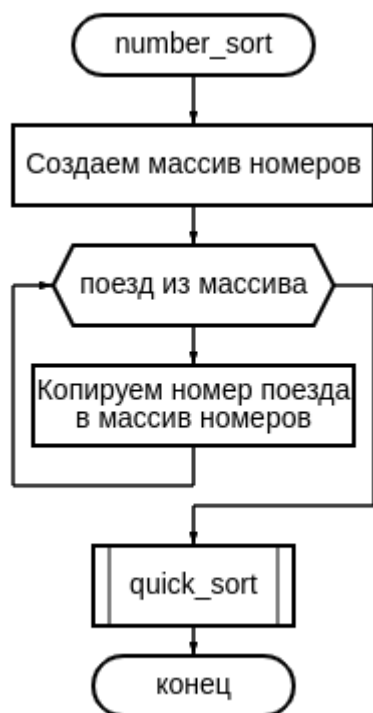 number_sort
Создаем массив номеров
поезд из массива
Копируем номер поезда
в массив номеров
quick_sort
конец